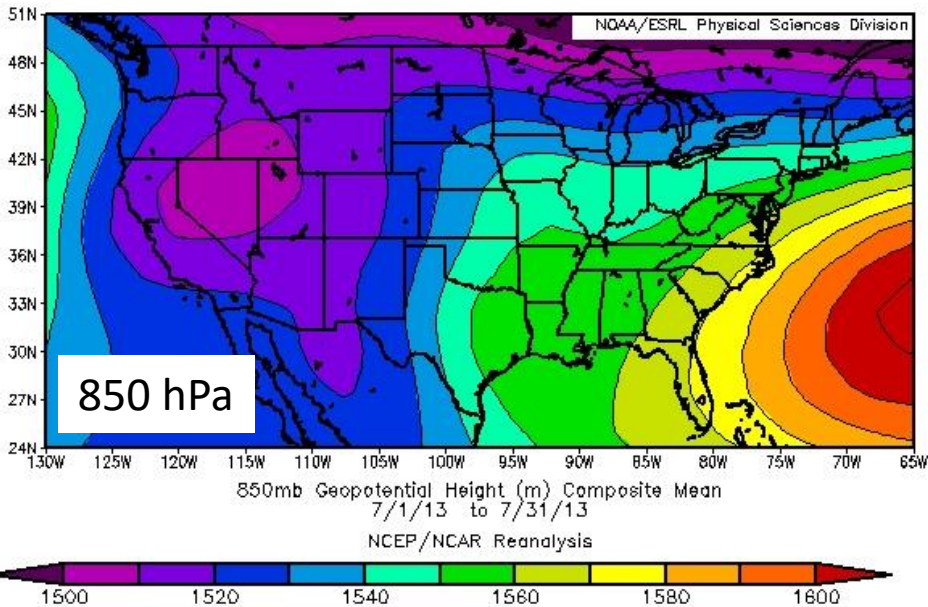 51N
NOAA/ESRL Physical Sciences Division
48N
45N
42N
39N
36N
33N
30N
27N
24N
850 hPa
130W 125W 120W 115W 110W 105W 100W 95W 90W 85W 80W 75W 70W 65W
850mb Geopotential Height (m) Composite Mean
7/1/13 to 7/31/13
NCEP/NCAR Reanalysis
1500 1520 1540 1560 1580 1600